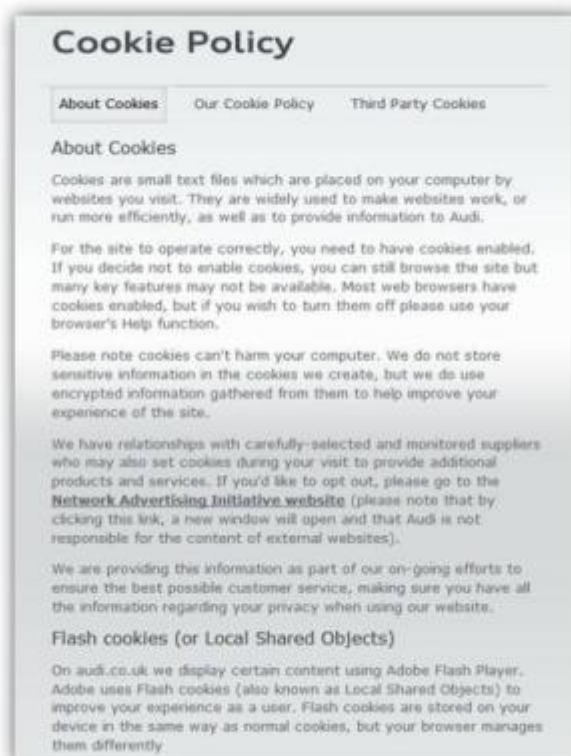 Cookie Policy
About Cookies Our Cookie Policy Third Party Cookies
About Cookies
Cookies are small text files which are placed on your computer by
websites you visit. They are widely used to make websites work, or
run more efficiently, as well as to provide information to Audi.
For the site to operate correctly, you need to have cookies enabled.
If you decide not to enable cookies, you can still browse the site but
many key features may not be available. Most web browsers have
cookies enabled, but if you wish to turn them off please use your
browser's Help function.
Please note cookies can't harm your computer. We do not store
sensitive information in the cookies we create, but we do use
encrypted information gathered from them to help improve your
experience of the site.
We have relationships with carefully-selected and monitored suppliers
who may also set cookies during your visit to provide additional
products and services. If you'd like to opt out, please go to the
Network Advertising Initiative website (please note that by
clicking this link, a new window will open and that Audi is not
responsible for the content of external websites).
We are providing this information as part of our on-going efforts to
ensure the best possible customer service, making sure you have all
the information regarding your privacy when using our website.
Flash cookies (or Local Shared Objects)
On audi.co.uk we display certain content using Adobe Flash Player.
Adobe uses Flash cookies (also known as Local Shared Objects) to
improve your experience as a user. Flash cookies are stored on your
device in the same way as normal cookies, but your browser manages
them differently